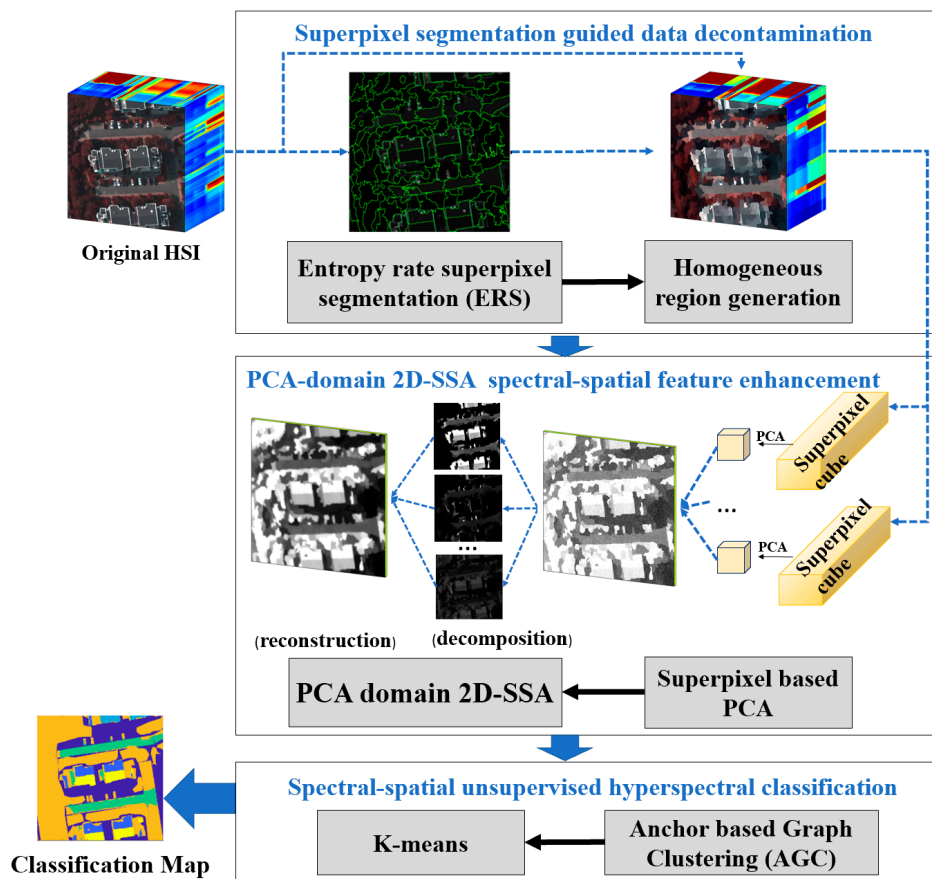 Superpixel segmentation guided data decontamination
Original HSI
Entropy rate superpixel
segmentation (ERS)
Homogeneous
region generation
PCA-domain 2D-SSA spectral-spatial feature enhancement
PCA
Superpixel
cube
...
...
PCA
Superpixel
cube
(reconstruction)
(decomposition)
PCA domain 2D-SSA
Superpixel based
PCA
Spectral-spatial unsupervised hyperspectral classification
K-means
Anchor based Graph
Clustering (AGC)
Classification Map